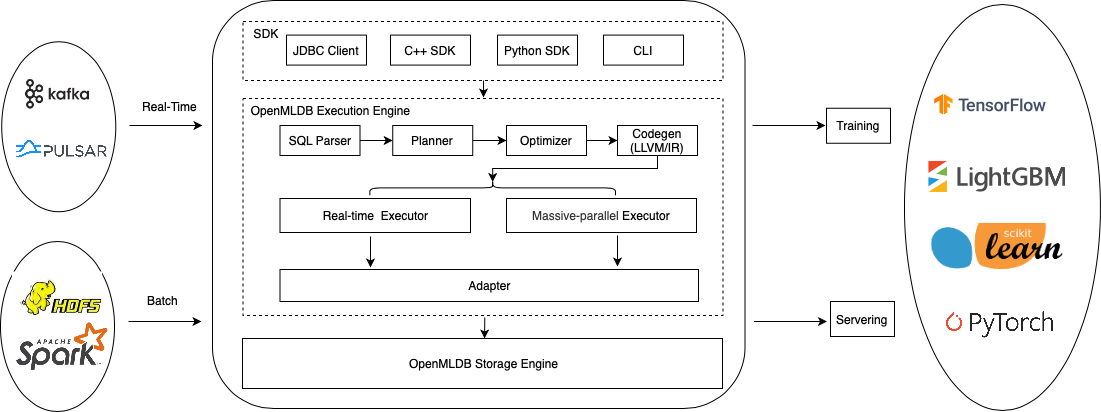 kafka
PULSAR
Real-Time
HDFS
APACHE
Spark
Batch
SDK
JDBC Client
C++ SDK
Python SDK
CLI
OpenMLDB Execution Engine
SQL Parser
Planner
Optimizer
Codegen
(LLVM/IR)
Real-time Executor
Massive-parallel Executor
Adapter
OpenMLDB Storage Engine
Training
Servering
TensorFlow
LightGBM
scikit
learn
PyTorch